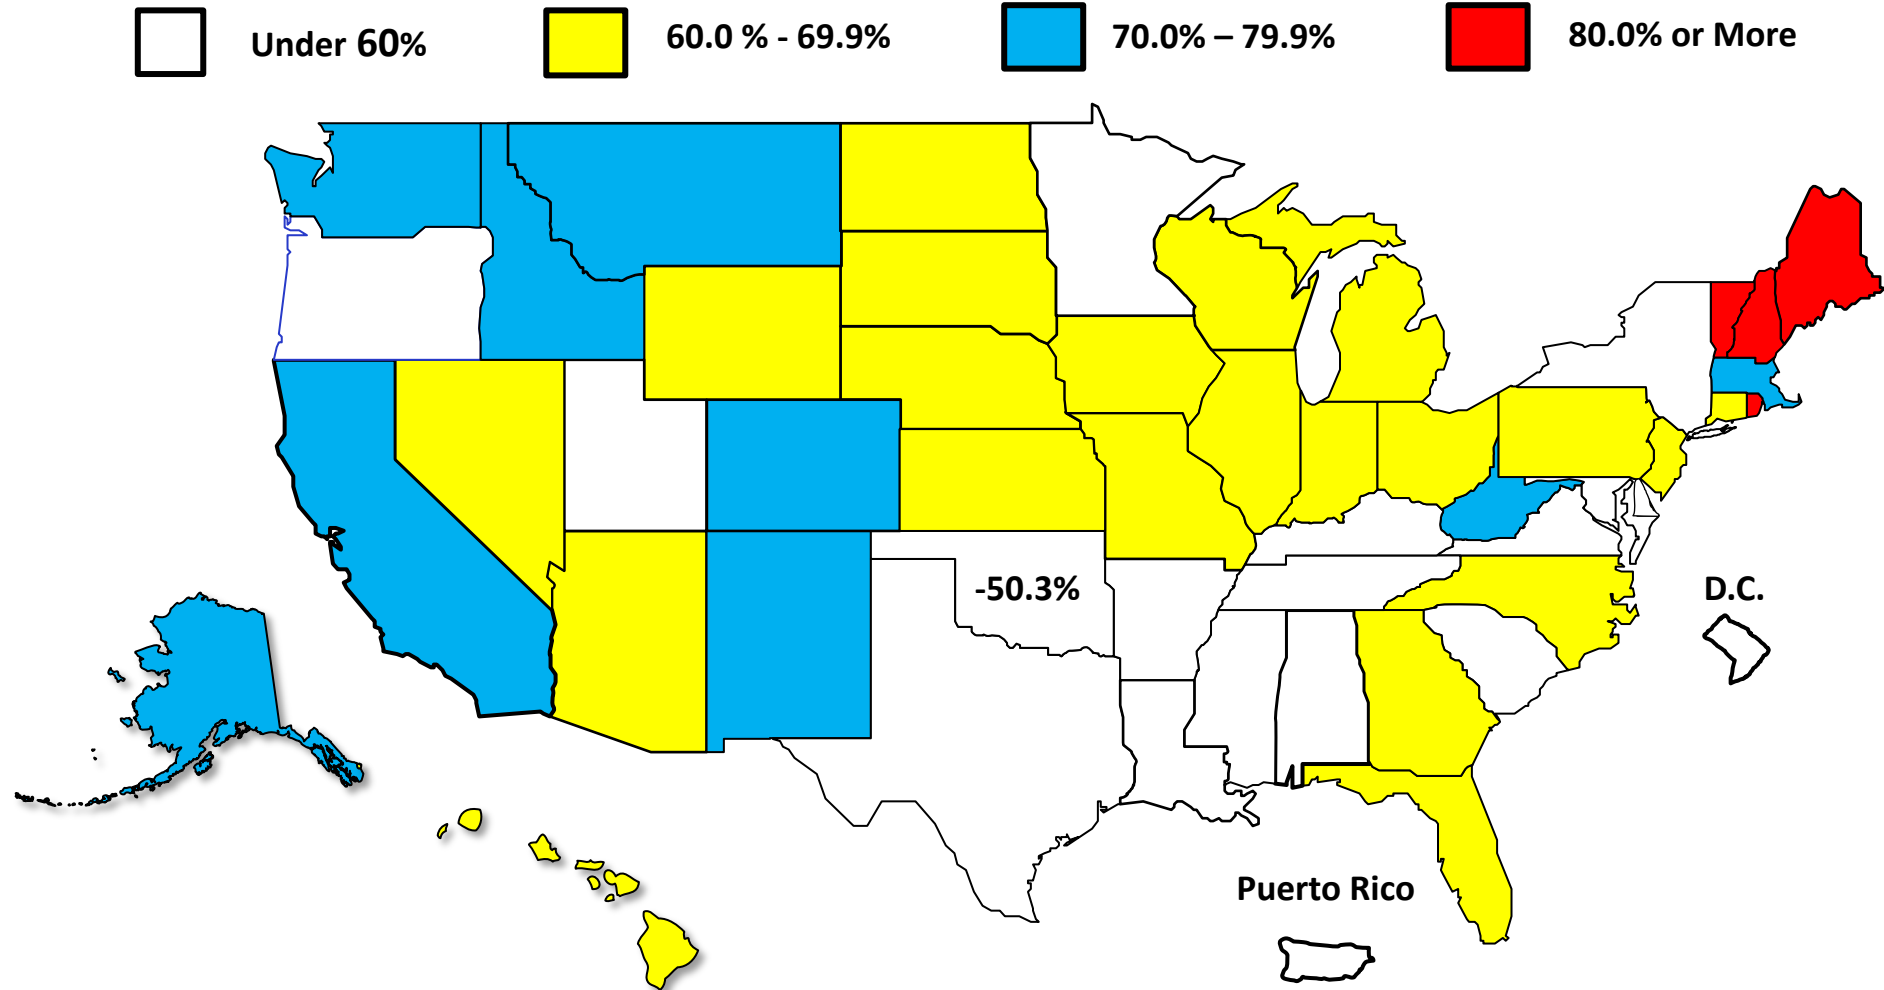 Under 60%
60.0 % - 69.9%
70.0% – 79.9%
80.0% or More
-50.3%
D.C.
Puerto Rico